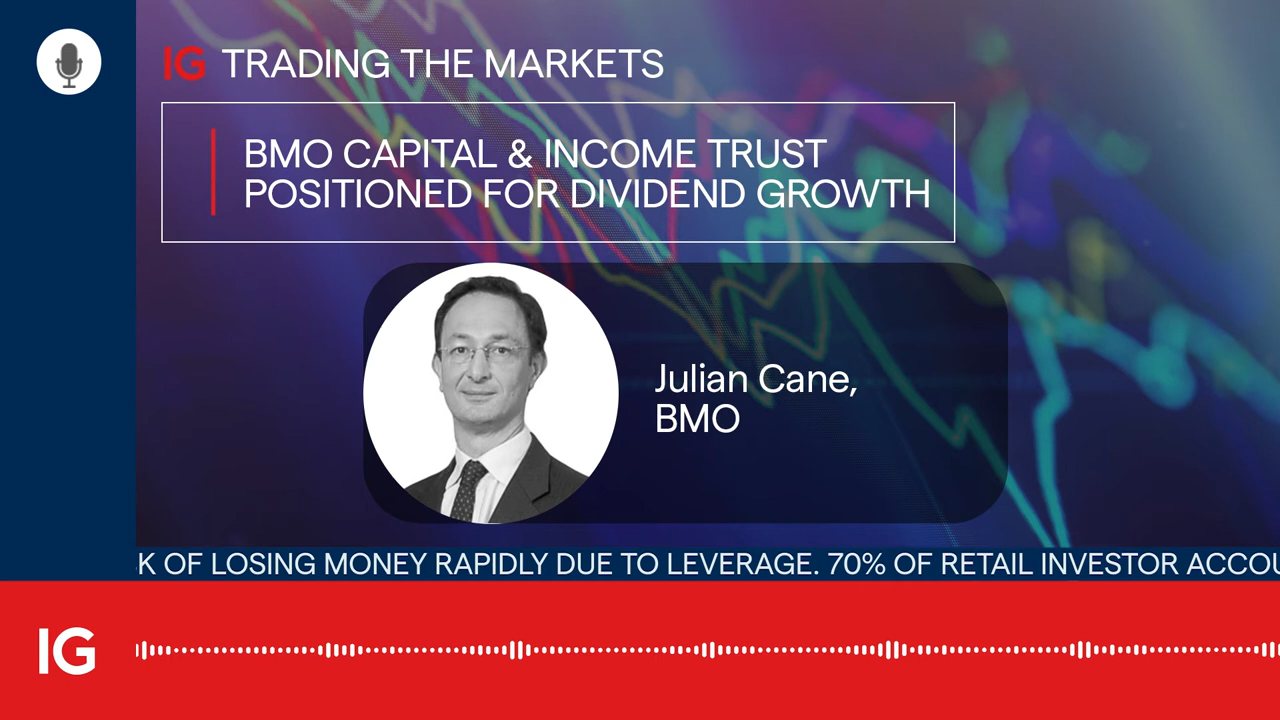 IG TRADING THE MARKETS
BMO CAPITAL & INCOME TRUST
POSITIONED FOR DIVIDEND GROWTH
Julian Cane,
BMO
OF LOSING MONEY RAPIDLY DUE TO LEVERAGE. 70% OF RETAIL INVESTOR
IG